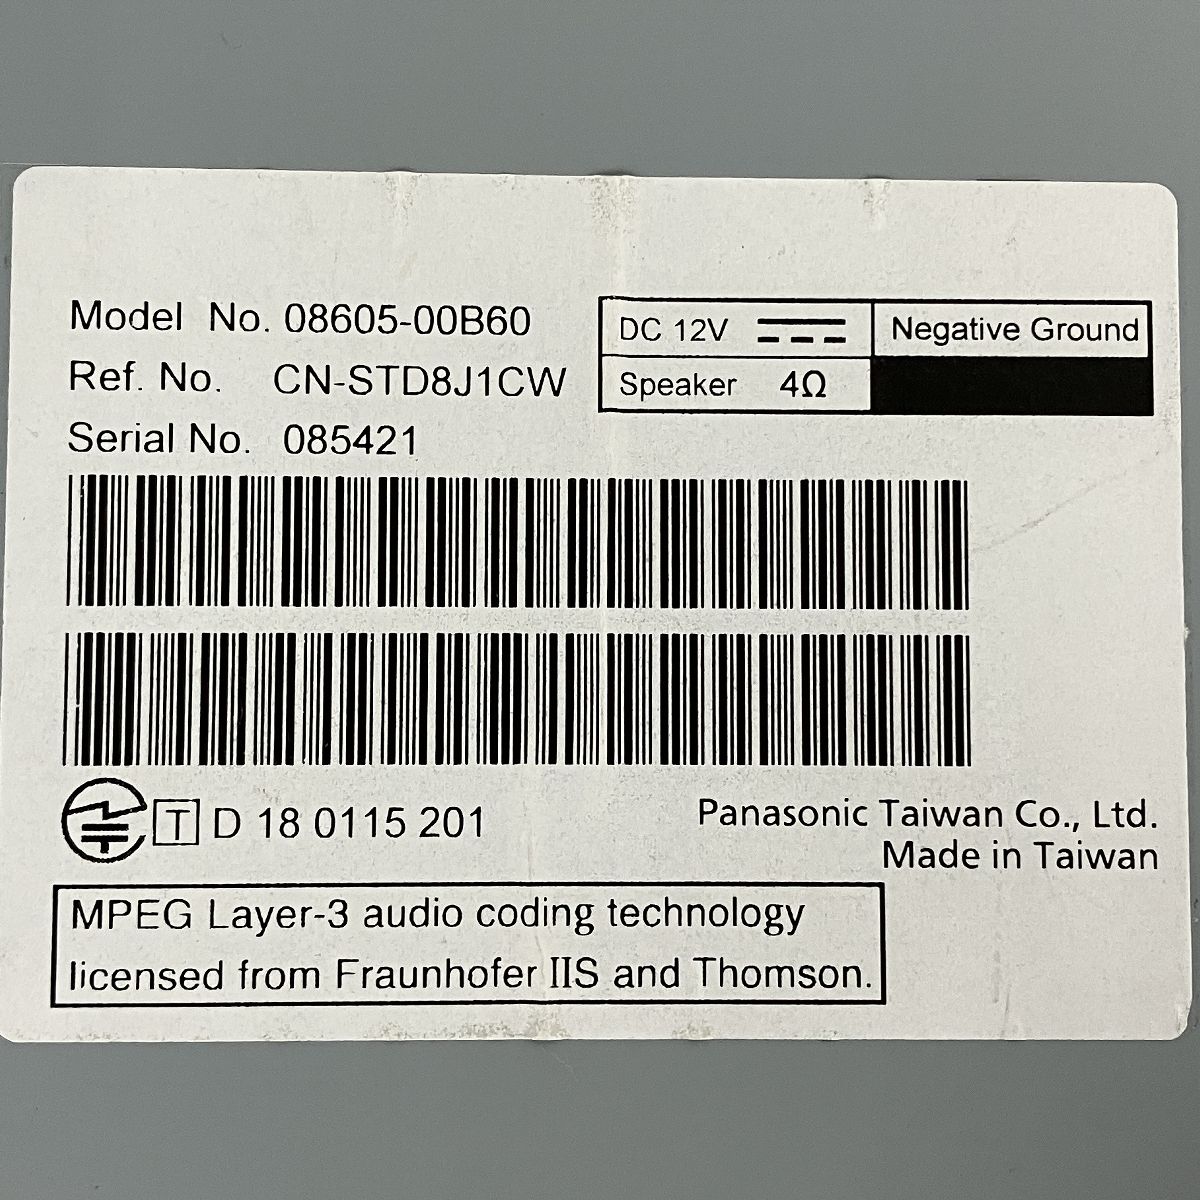 Model No. 08605-00B60
Ref. No. CN-STD8J1CW
Serial No. 085421
DC 12V
Negative Ground
Speaker 4Ω
T D 18 0115 201
Panasonic Taiwan Co., Ltd.
Made in Taiwan
MPEG Layer-3 audio coding technology
licensed from Fraunhofer IIS and Thomson.